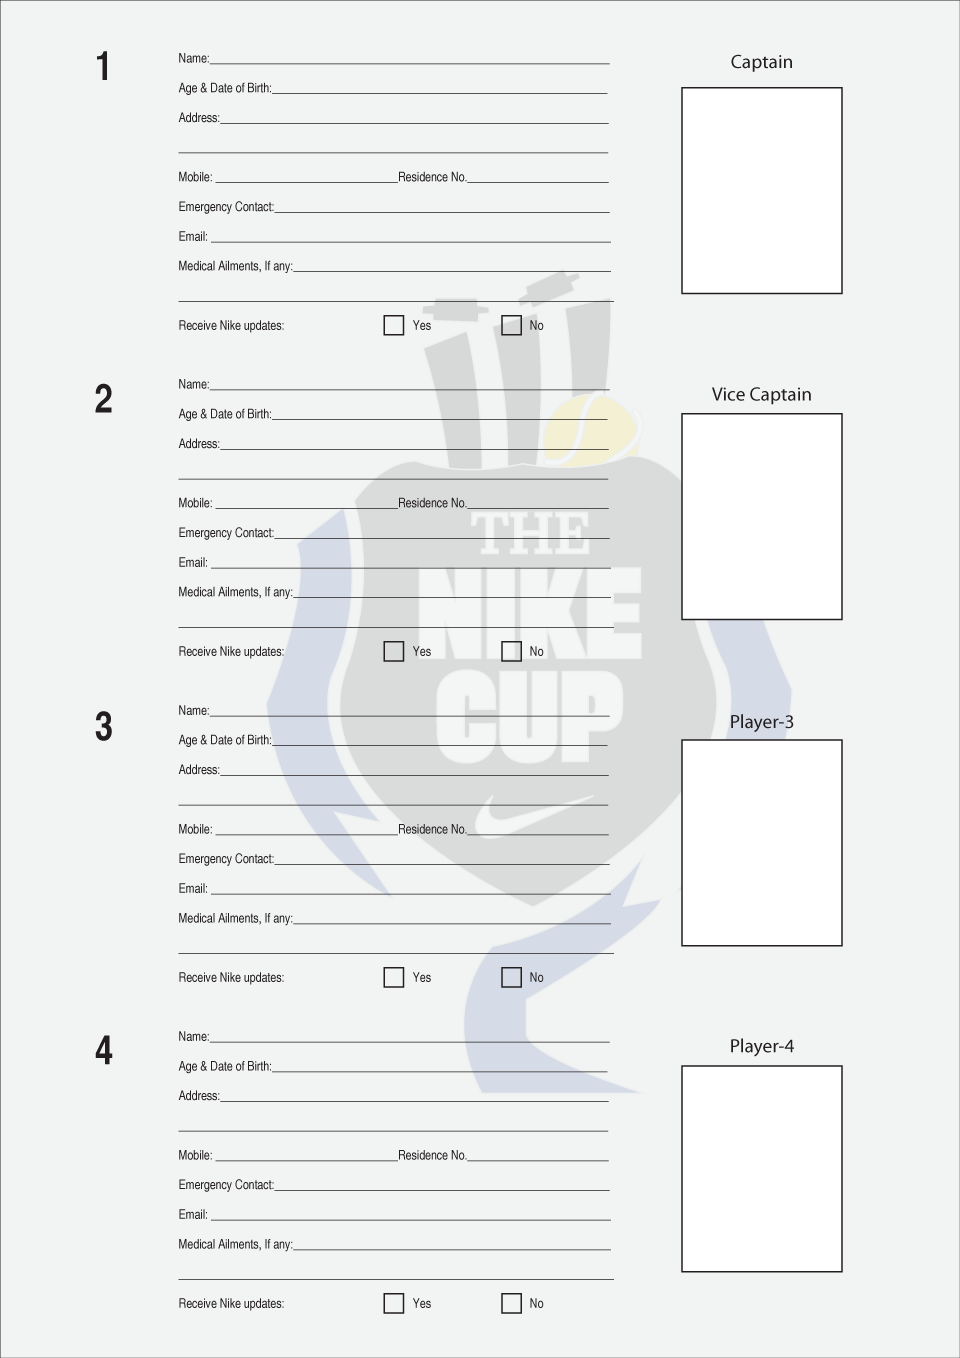 1
Captain
Name:
Age & Date of Birth:
Address:
Mobile: Residence No.
Emergency Contact:
Email:
Medical Ailments, If any:
Receive Nike updates: Yes No
2
Vice Captain
Name:
Age & Date of Birth:
Address:
Mobile: Residence No.
Emergency Contact:
Email:
Medical Ailments, If any:
Receive Nike updates: Yes No
THE
NIKE
CUP
3
Player-3
Name:
Age & Date of Birth:
Address:
Mobile: Residence No.
Emergency Contact:
Email:
Medical Ailments, If any:
Receive Nike updates: Yes No
4
Player-4
Name:
Age & Date of Birth:
Address:
Mobile: Residence No.
Emergency Contact:
Email:
Medical Ailments, If any:
Receive Nike updates: Yes No